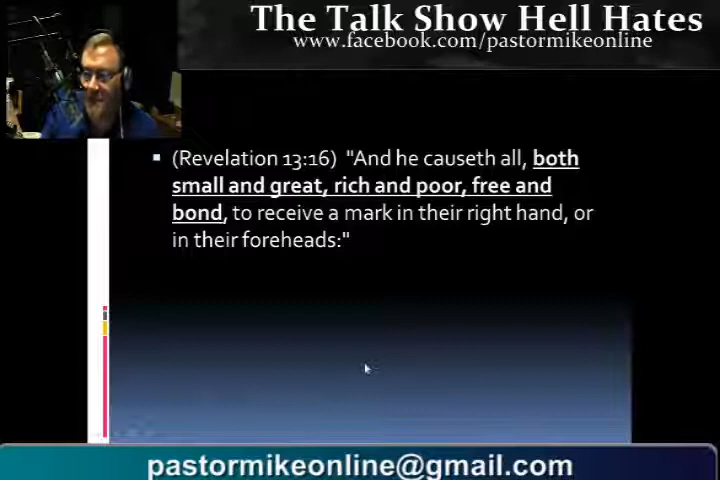 The Talk Show Hell Hates
www.facebook.com/pastormikeonline
(Revelation 13:16) "And he causeth all, both
small and great, rich and poor, free and
bond, to receive a mark in their right hand, or
in their foreheads:"
pastormikeonline@gmail.com